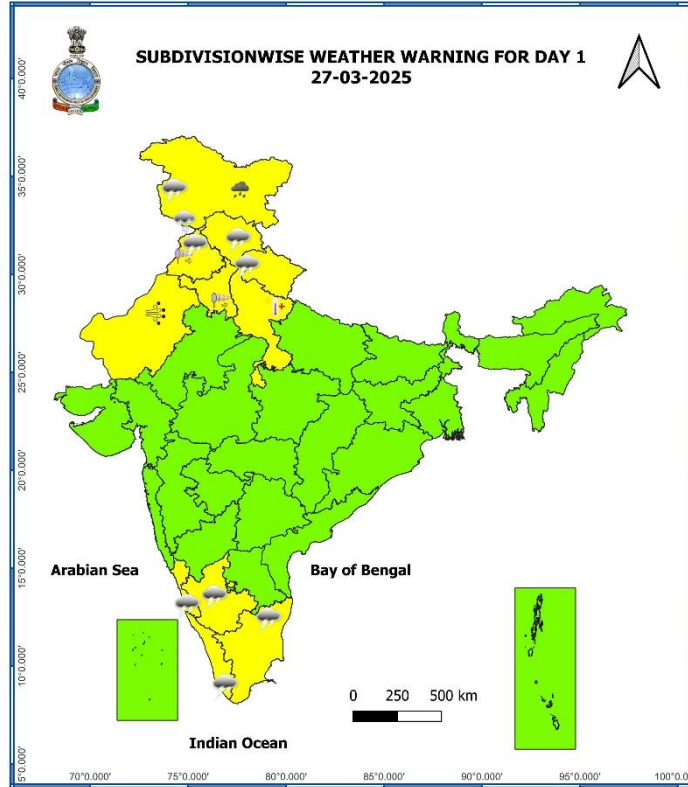 SUBDIVISIONWISE WEATHER WARNING FOR DAY 1
27-03-2025
40°0.000'
35°0.000'
30°0.000'
25°0.000'
20°0.000'
15°0.000'
10°0.000'
5°0.000'
Arabian Sea
Bay of Bengal
0 250 500 km
Indian Ocean
70°0.000' 75°0.000' 80°0.000' 85°0.000' 90°0.000' 95°0.000' 100°0.0